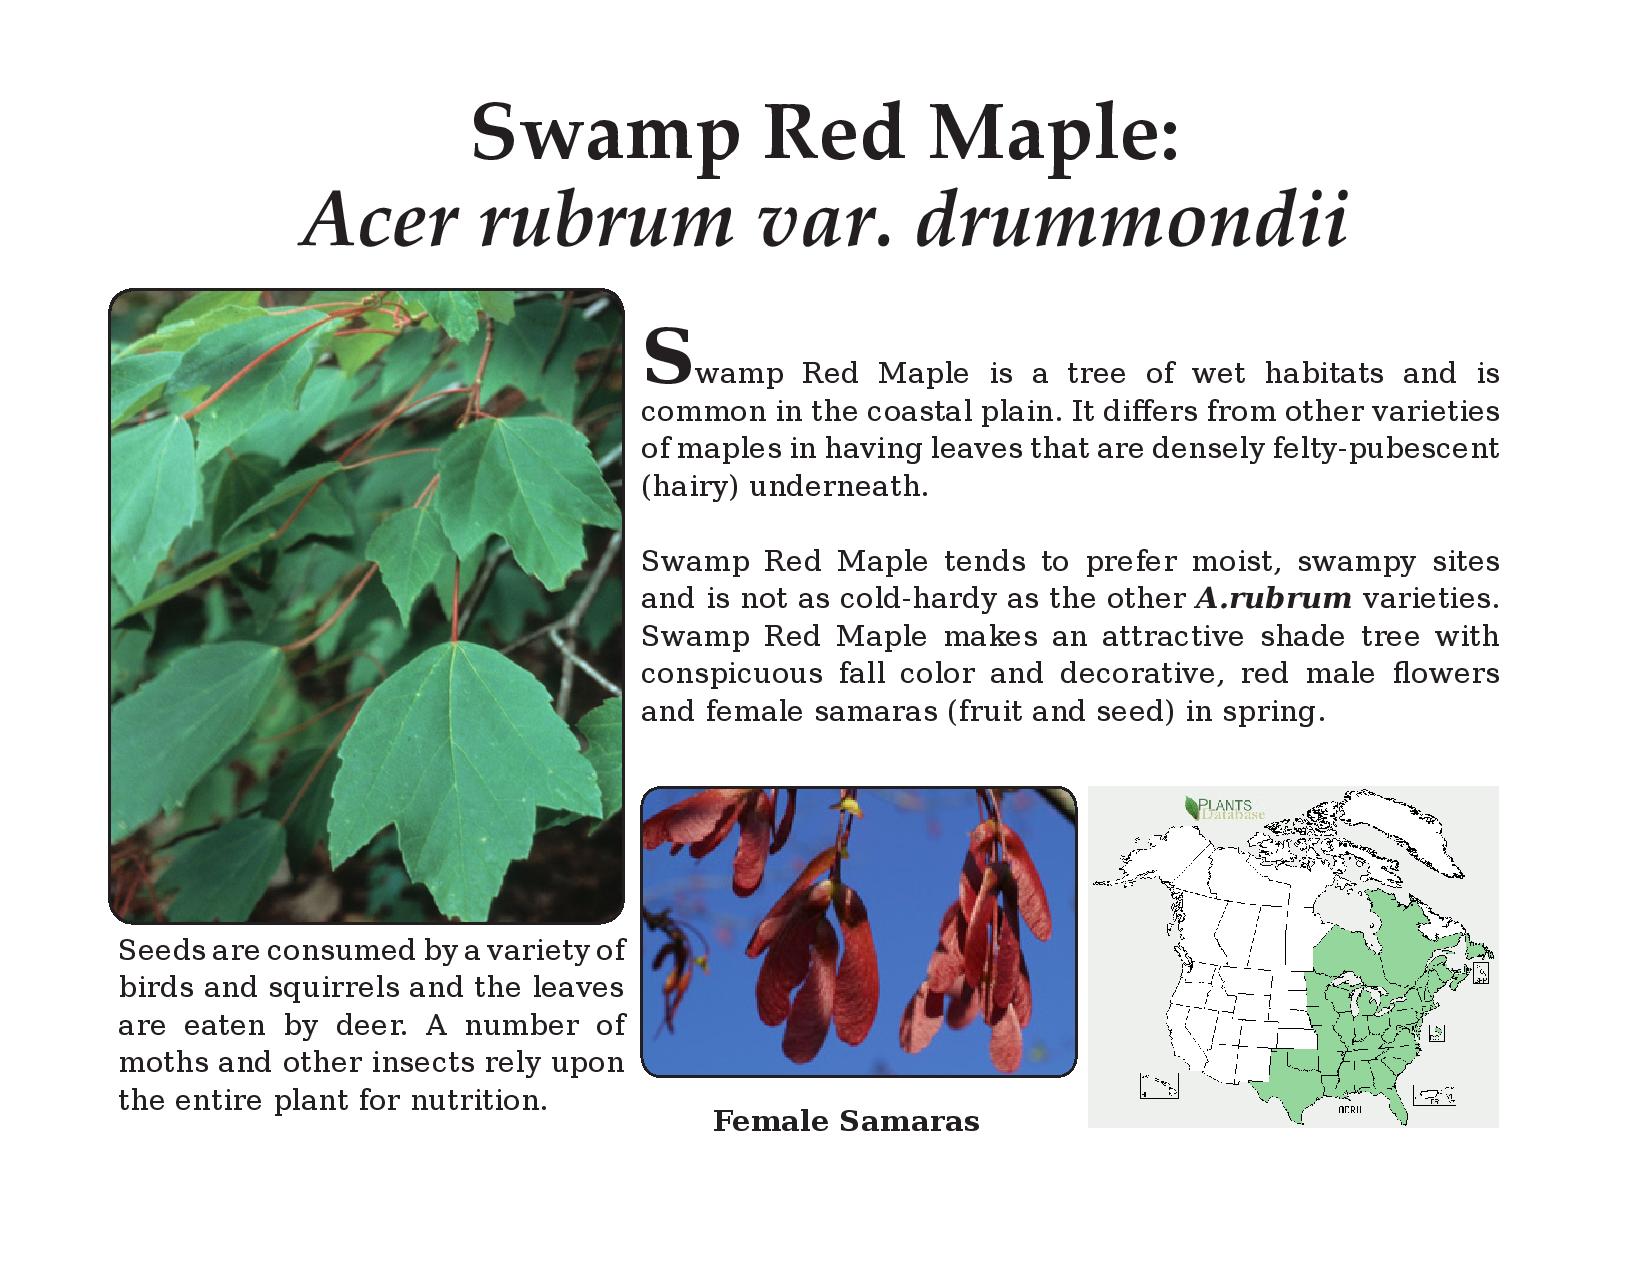 Swamp Red Maple:
Acer rubrum var. drummondii
Swamp Red Maple is a tree of wet habitats and is
common in the coastal plain. It differs from other varieties
of maples in having leaves that are densely felty-pubescent
(hairy) underneath.
Swamp Red Maple tends to prefer moist, swampy sites
and is not as cold-hardy as the other A.rubrum varieties.
Swamp Red Maple makes an attractive shade tree with
conspicuous fall color and decorative, red male flowers
and female samaras (fruit and seed) in spring.
Seeds are consumed by a variety of
birds and squirrels and the leaves
are eaten by deer. A number of
moths and other insects rely upon
the entire plant for nutrition.
Female Samaras
PLANTS
Database
ACRU